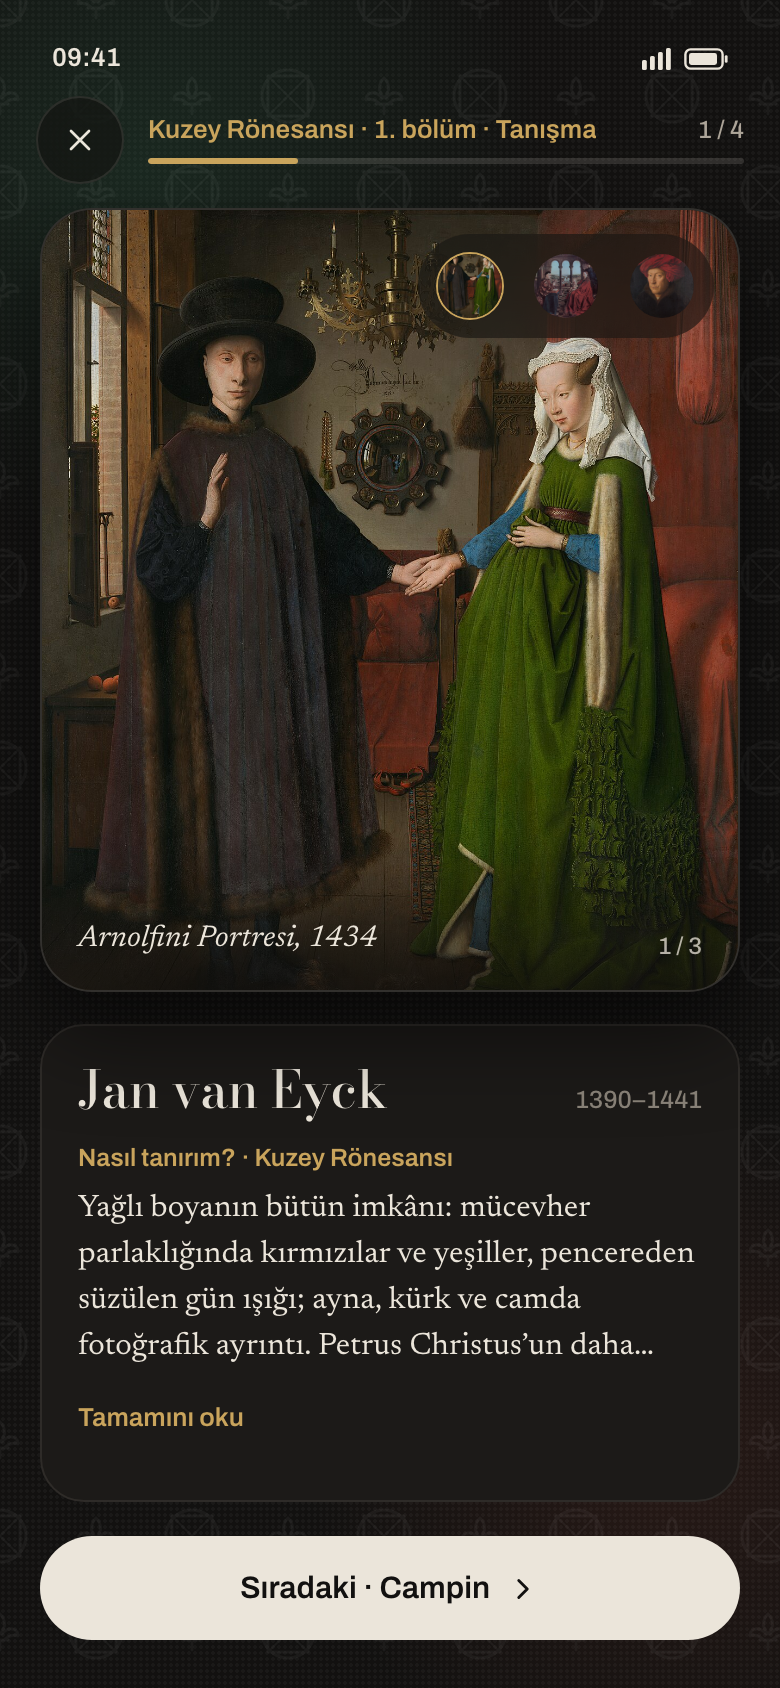 09:41
Kuzey Rönesansı · 1. bölüm · Tanışma
1 / 4
Arnolfini Portresi, 1434
1 / 3
Jan van Eyck
1390–1441
Nasıl tanırım? · Kuzey Rönesansı
Yağlı boyanın bütün imkânı: mücevher
parlaklığında kırmızılar ve yeşiller, pencereden
süzülen gün ışığı; ayna, kürk ve camda
fotoğrafik ayrıntı. Petrus Christus’un daha...
Tamamını oku
Sıradaki · Campin